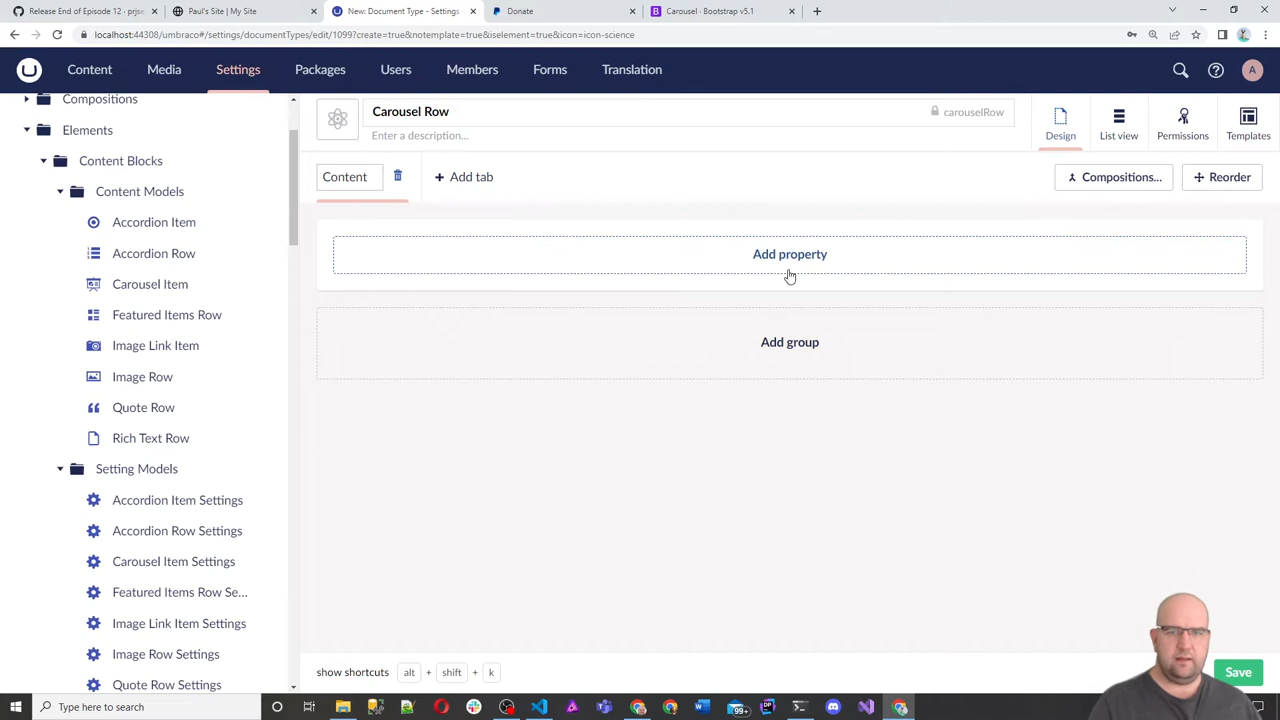 Release End of Episode 12 - prjse
Paul's Site | My Site
New: Document Type - Settings
Donate
Carousel · Bootstrap v5.1
localhost:44308/umbraco#/settings/documentTypes/edit/1099?create=true&notemplate=true&iselement=true&icon=icon-science
Content
Media
Settings
Packages
Users
Members
Forms
Translation
A
Compositions
Elements
Content Blocks
Content Models
Accordion Item
Accordion Row
Carousel Item
Featured Items Row
Image Link Item
Image Row
Quote Row
Rich Text Row
Setting Models
Accordion Item Settings
Accordion Row Settings
Carousel Item Settings
Featured Items Row Se...
Image Link Item Settings
Image Row Settings
Quote Row Settings
Carousel Row
carouselRow
Enter a description...
Design
List view
Permissions
Templates
Content
+ Add tab
Compositions...
Reorder
Add property
Add group
show shortcuts alt + shift + k
Save
Type here to search
99+